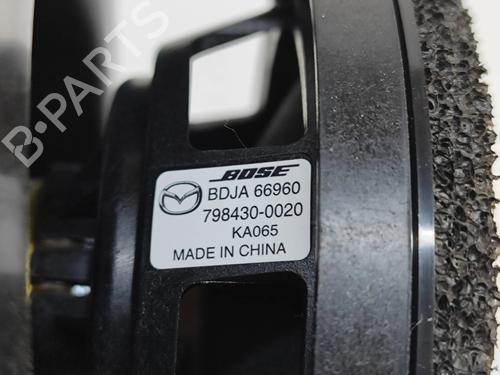 B-PARTS
BOSE
BDJA 66960
798430-0020
KA065
MADE IN CHINA